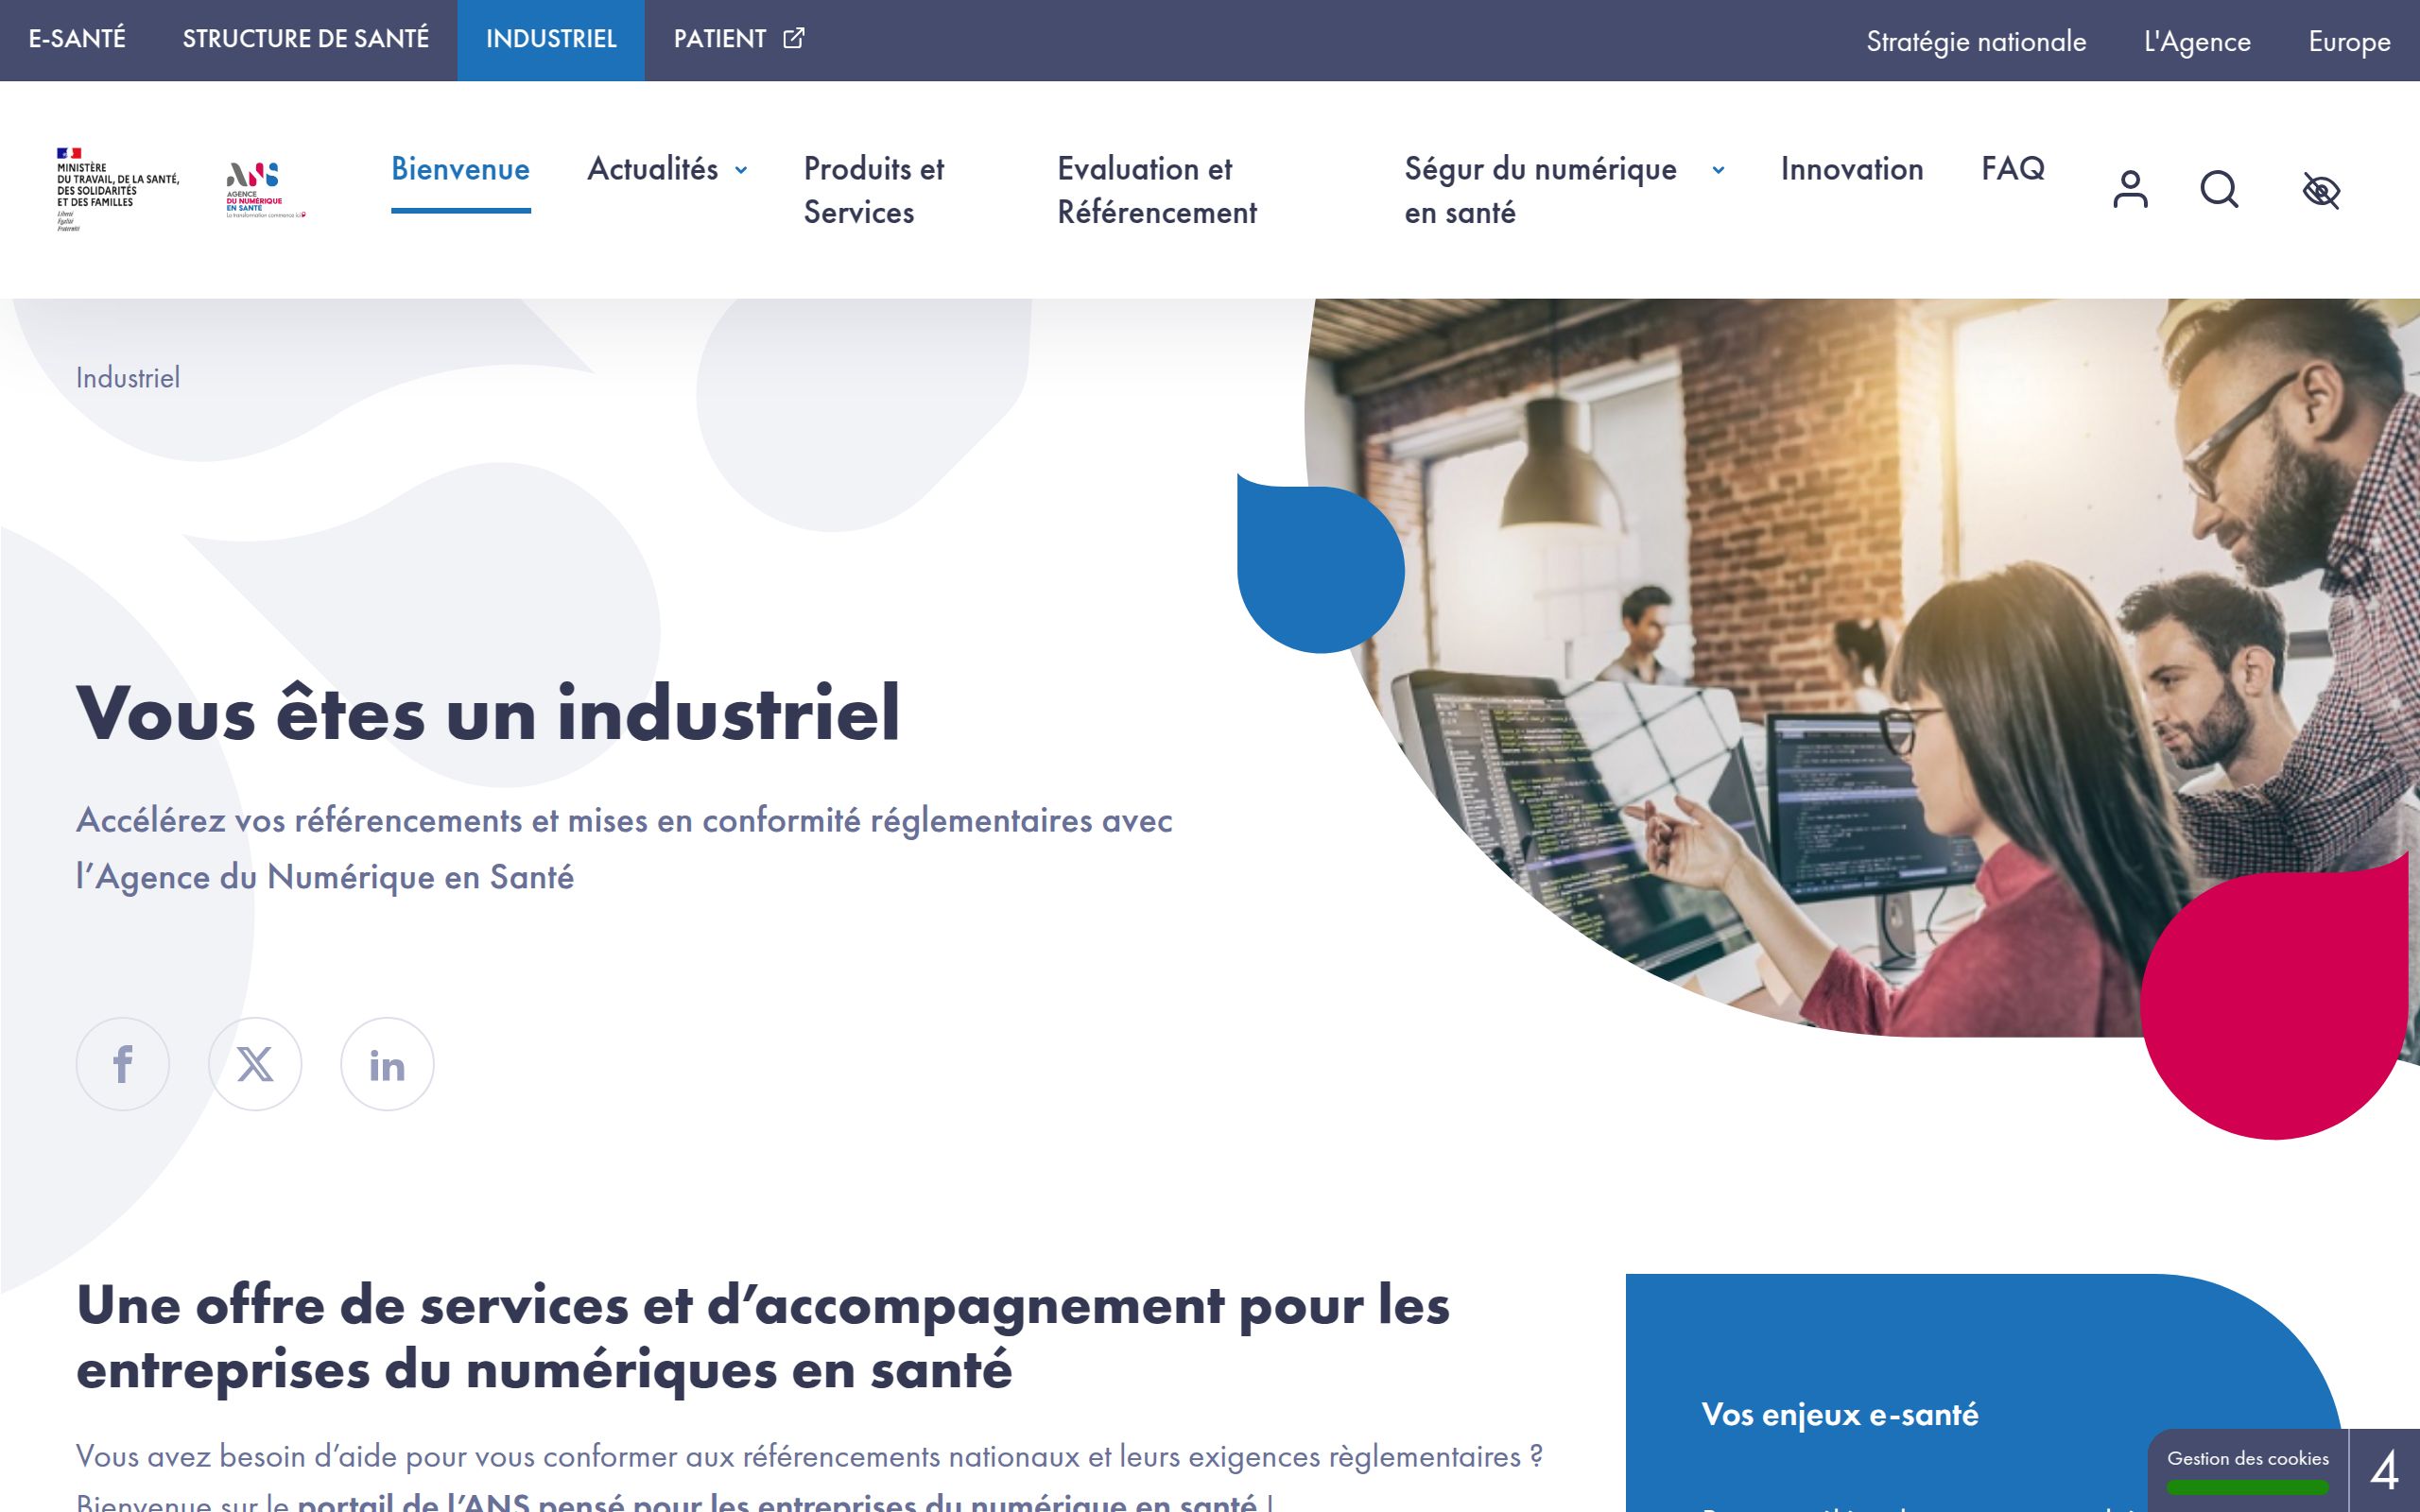 E-SANTÉ
STRUCTURE DE SANTÉ
INDUSTRIEL
PATIENT
Stratégie nationale
L'Agence
Europe
MINISTÈRE
DU TRAVAIL, DE LA SANTÉ,
DES SOLIDARITÉS
ET DES FAMILLES
Liberté
Égalité
Fraternité
ANS
AGENCE
DU NUMÉRIQUE
EN SANTÉ
La transformation commence ici
Bienvenue
Actualités
Produits et
Services
Evaluation et
Référencement
Ségur du numérique
en santé
Innovation
FAQ
Industriel
Vous êtes un industriel
Accélérez vos référencements et mises en conformité réglementaires avec
l’Agence du Numérique en Santé
Une offre de services et d’accompagnement pour les
entreprises du numériques en santé
Vous avez besoin d’aide pour vous conformer aux référencements nationaux et leurs exigences règlementaires ?
Bienvenue sur le portail de l’ANS pensé pour les entreprises du numérique en santé !
Vos enjeux e-santé
Gestion des cookies
4